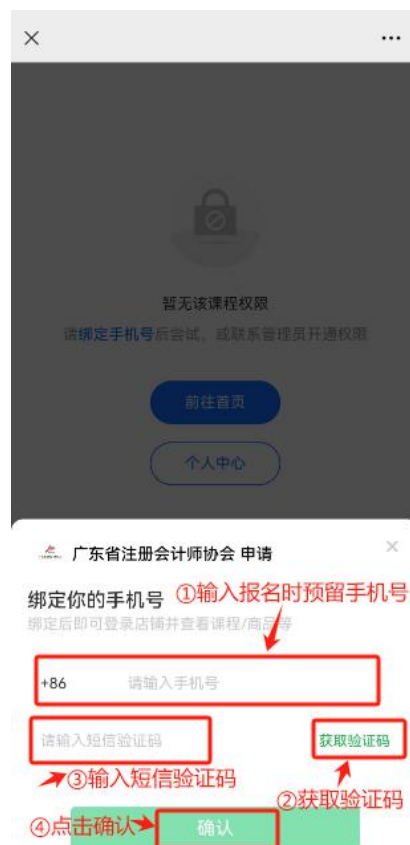 暂无该课程权限
请绑定手机号后尝试，或联系管理员开通权限
前往首页
个人中心
广东省注册会计师协会 申请
绑定你的手机号 ①输入报名时预留手机号
绑定后即可登录店铺并查看课程/商品等
+86 请输入手机号
请输入短信验证码 获取验证码
③输入短信验证码
②获取验证码
④点击确认 确认